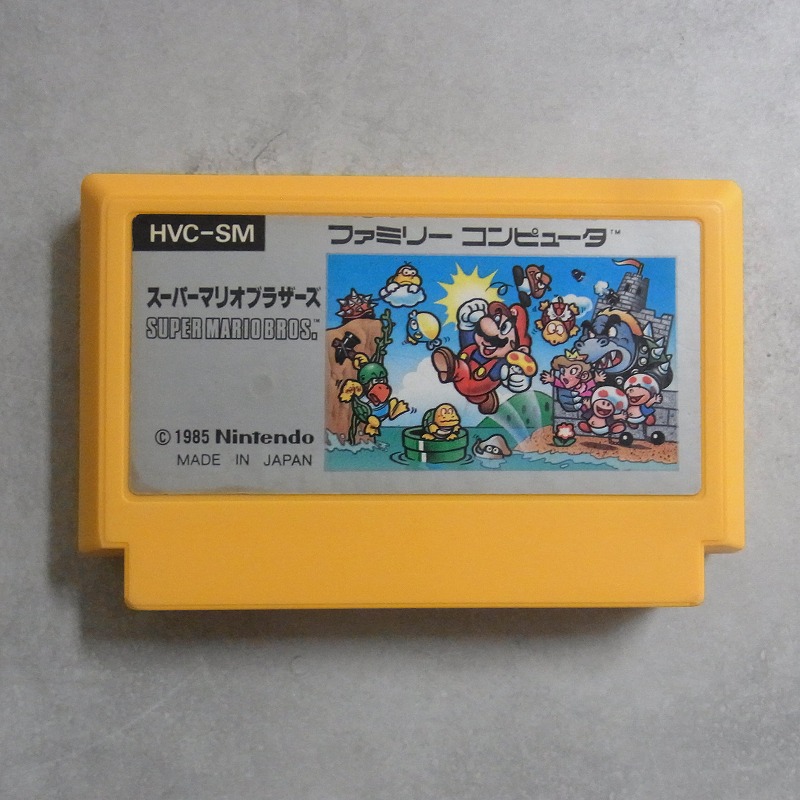 HVC-SM
ファミリー コンピュータ™
スーパーマリオブラザーズ
SUPER MARIO BROS.™
© 1985 Nintendo
MADE IN JAPAN